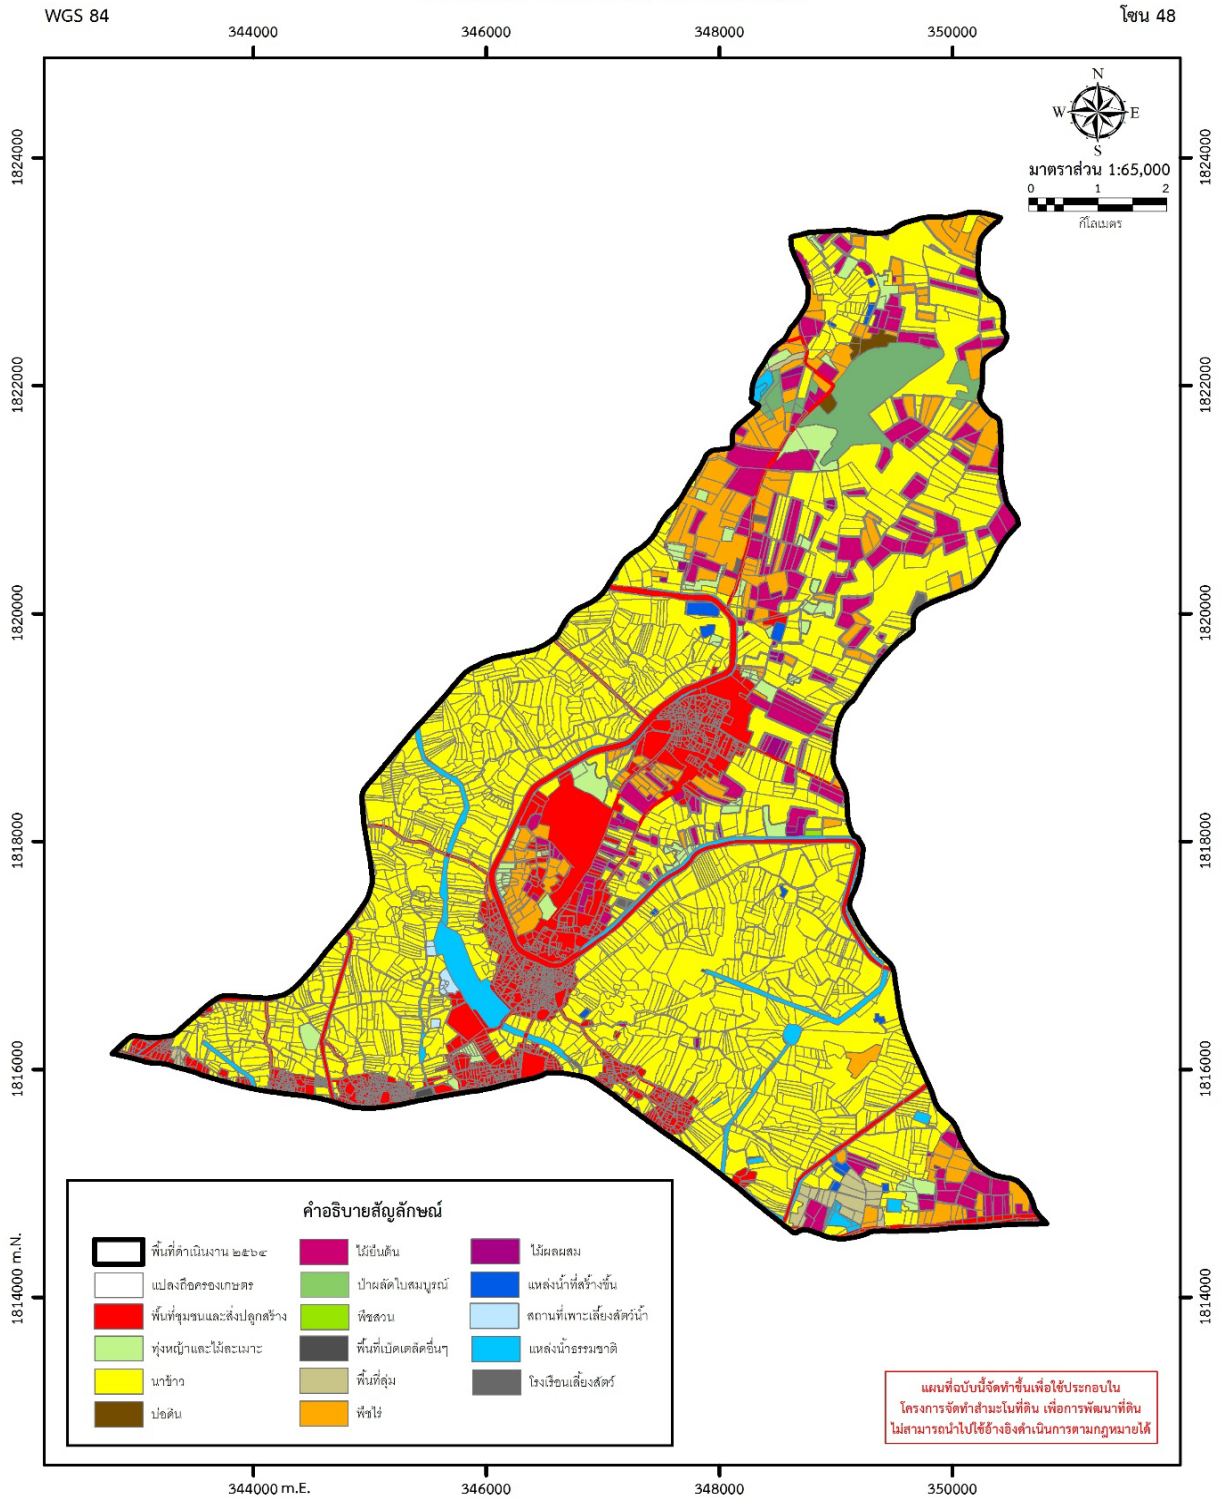 WGS 84
โซน 48
344000
346000
348000
350000
N
W
E
S
มาตราส่วน 1:65,000
0 1 2
กิโลเมตร
1824000
1824000
1822000
1822000
1820000
1820000
1818000
1818000
1816000
1816000
1814000 m.N.
1814000
คำอธิบายสัญลักษณ์
พื้นที่ดำเนินงาน ๒๕๖๔
แปลงถือครองเกษตร
พื้นที่ชุมชนและสิ่งปลูกสร้าง
ทุ่งหญ้าและไม้ละเมาะ
นาข้าว
บ่อดิน
ไม้ยืนต้น
ป่าผลัดใบสมบูรณ์
พืชสวน
พื้นที่เบ็ดเตล็ดอื่นๆ
พื้นที่ลุ่ม
พืชไร่
ไม้ผลผสม
แหล่งน้ำที่สร้างขึ้น
สถานที่เพาะเลี้ยงสัตว์น้ำ
แหล่งน้ำธรรมชาติ
โรงเรือนเลี้ยงสัตว์
แผนที่ฉบับนี้จัดทำขึ้นเพื่อใช้ประกอบใน
โครงการจัดทำสำมะโนที่ดิน เพื่อการพัฒนาที่ดิน
ไม่สามารถนำไปใช้อ้างอิงดำเนินการตามกฎหมายได้
344000 m.E.
346000
348000
350000